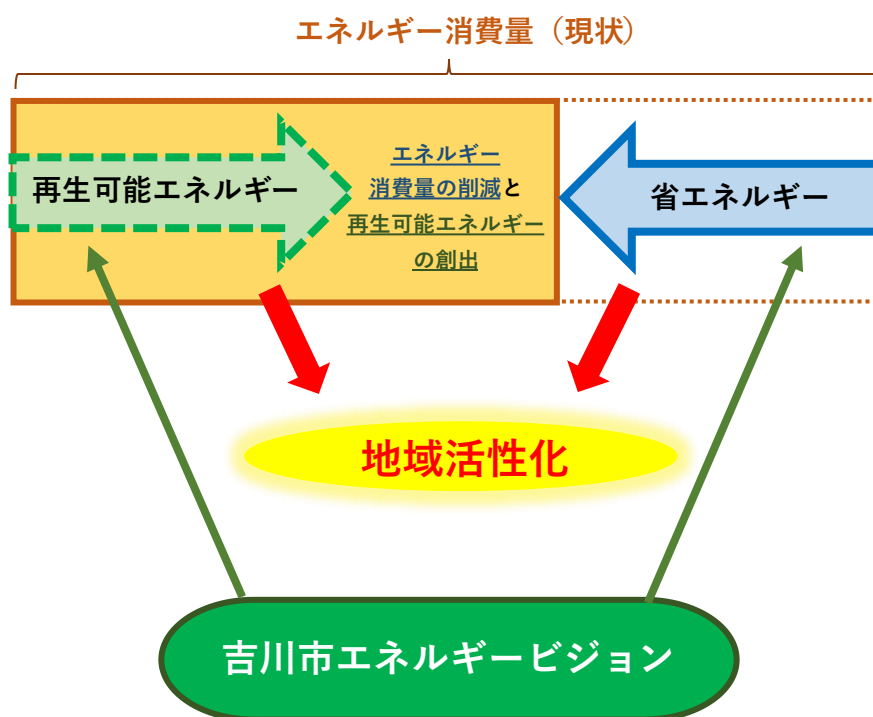 エネルギー消費量（現状）
再生可能エネルギー
エネルギー
消費量の削減と
再生可能エネルギー
の創出
省エネルギー
地域活性化
吉川市エネルギービジョン